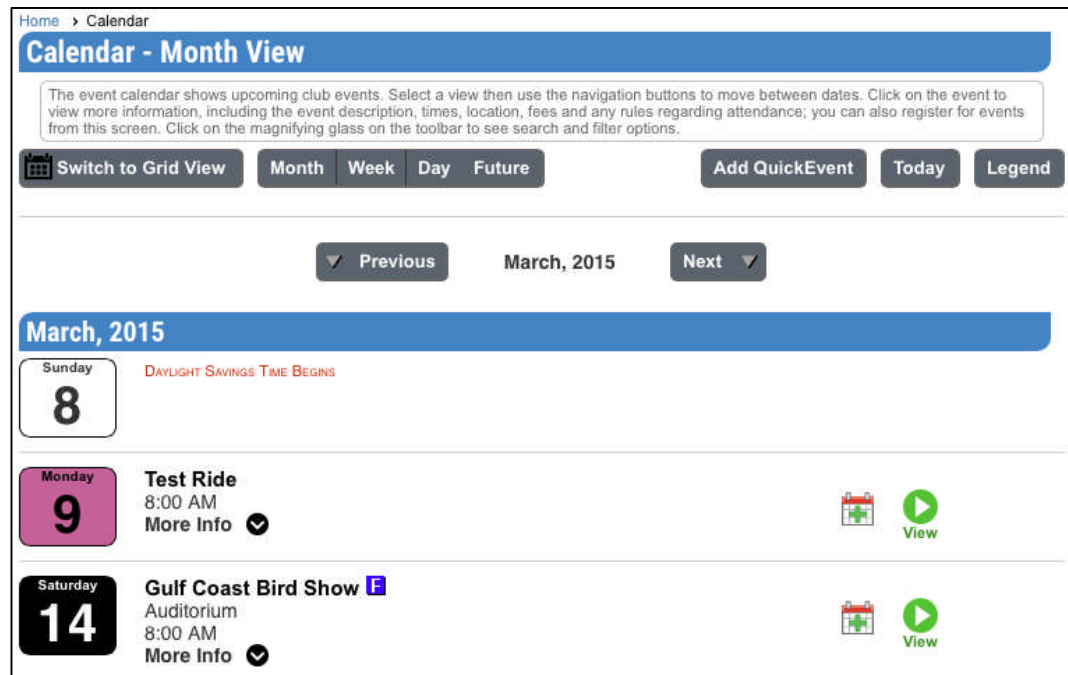 Home > Calendar
Calendar - Month View
The event calendar shows upcoming club events. Select a view then use the navigation buttons to move between dates. Click on the event to
view more information, including the event description, times, location, fees and any rules regarding attendance; you can also register for events
from this screen. Click on the magnifying glass on the toolbar to see search and filter options.
Switch to Grid View Month Week Day Future Add QuickEvent Today Legend
Previous March, 2015 Next
March, 2015
Sunday
8
Daylight Savings Time Begins
Monday
9
Test Ride
8:00 AM
More Info
View
Saturday
14
Gulf Coast Bird Show F
Auditorium
8:00 AM
More Info
View